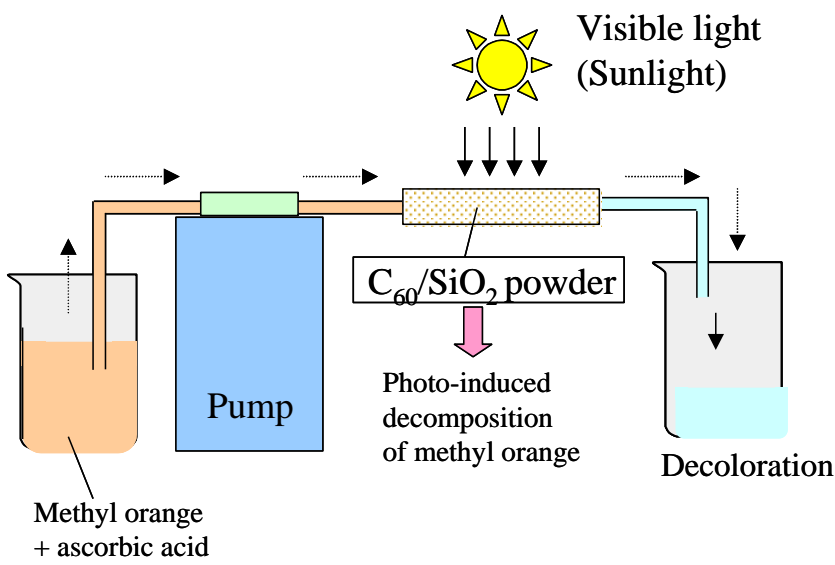 Visible light
(Sunlight)
C₆₀/SiO₂ powder
Pump
Photo-induced
decomposition
of methyl orange
Decoloration
Methyl orange
+ ascorbic acid